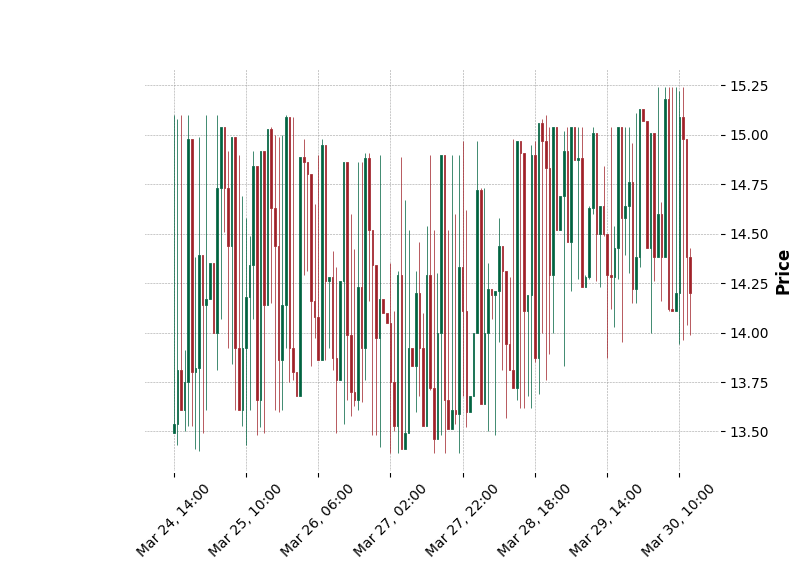 15.25
15.00
14.75
14.50
14.25
14.00
13.75
13.50
Price
Mar 24, 14:00
Mar 25, 10:00
Mar 26, 06:00
Mar 27, 02:00
Mar 27, 22:00
Mar 28, 18:00
Mar 29, 14:00
Mar 30, 10:00